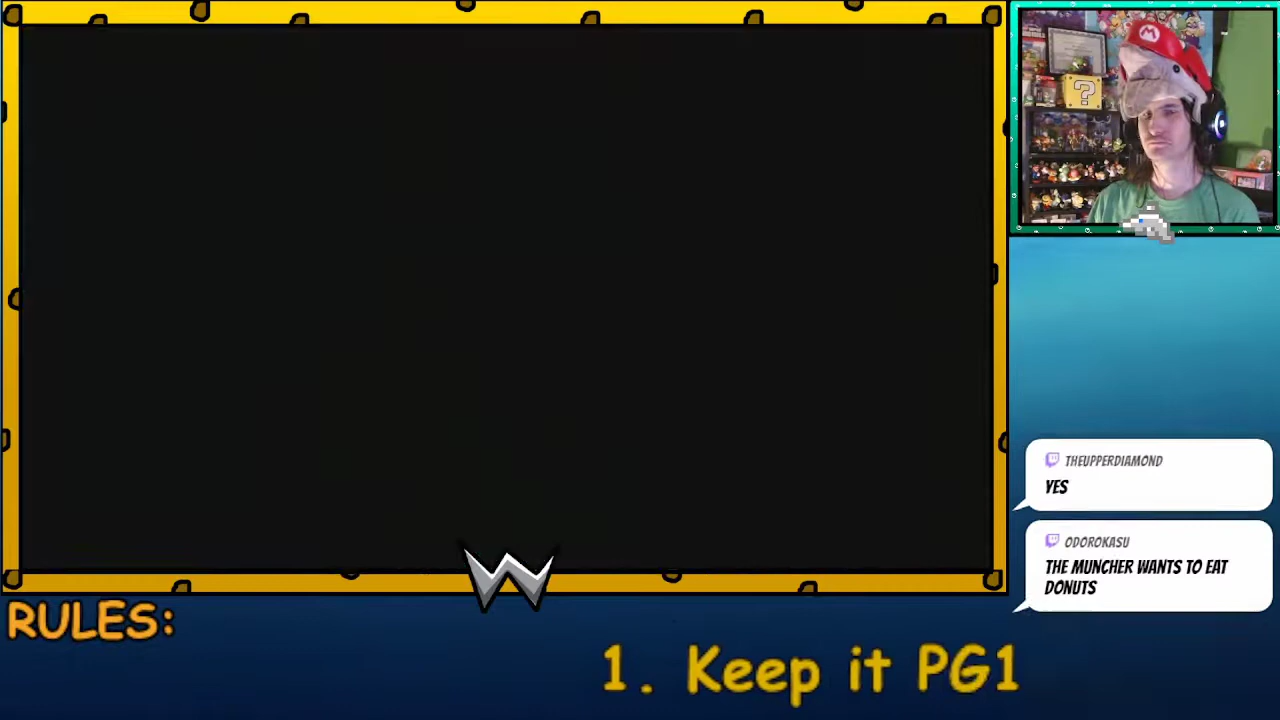 THEUPPERDIAMOND
YES
ODOROKASU
THE MUNCHER WANTS TO EAT
DONUTS
RULES:
1. Keep it PG1